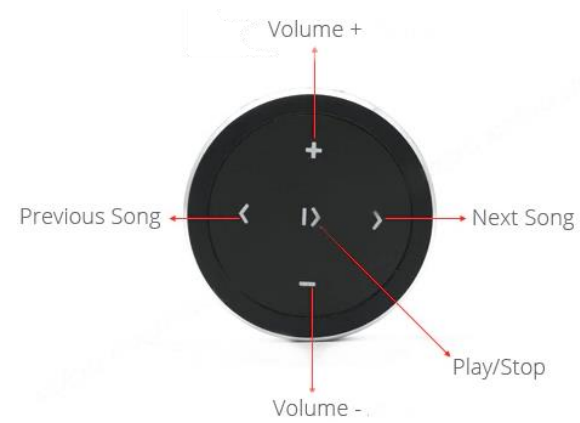 Volume +
Previous Song
Next Song
Play/Stop
Volume -